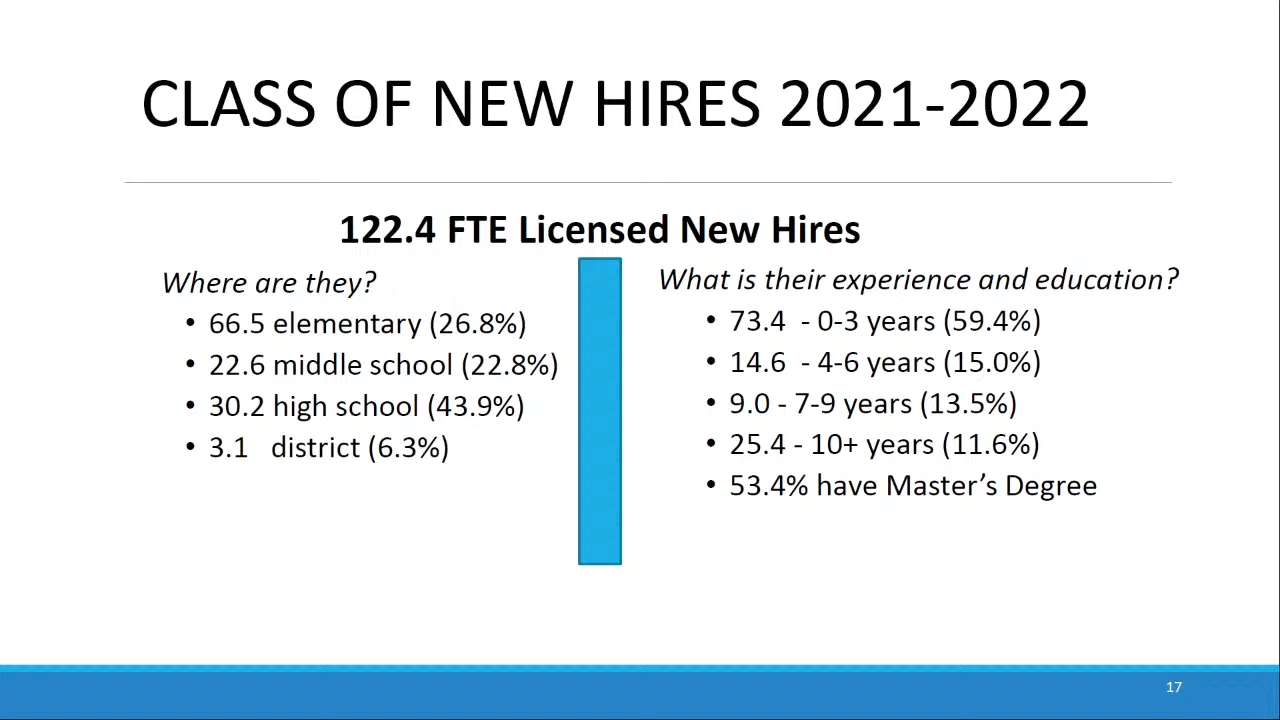 CLASS OF NEW HIRES 2021-2022
122.4 FTE Licensed New Hires
Where are they?
• 66.5 elementary (26.8%)
• 22.6 middle school (22.8%)
• 30.2 high school (43.9%)
• 3.1 district (6.3%)
What is their experience and education?
• 73.4 - 0-3 years (59.4%)
• 14.6 - 4-6 years (15.0%)
• 9.0 - 7-9 years (13.5%)
• 25.4 - 10+ years (11.6%)
• 53.4% have Master’s Degree
17